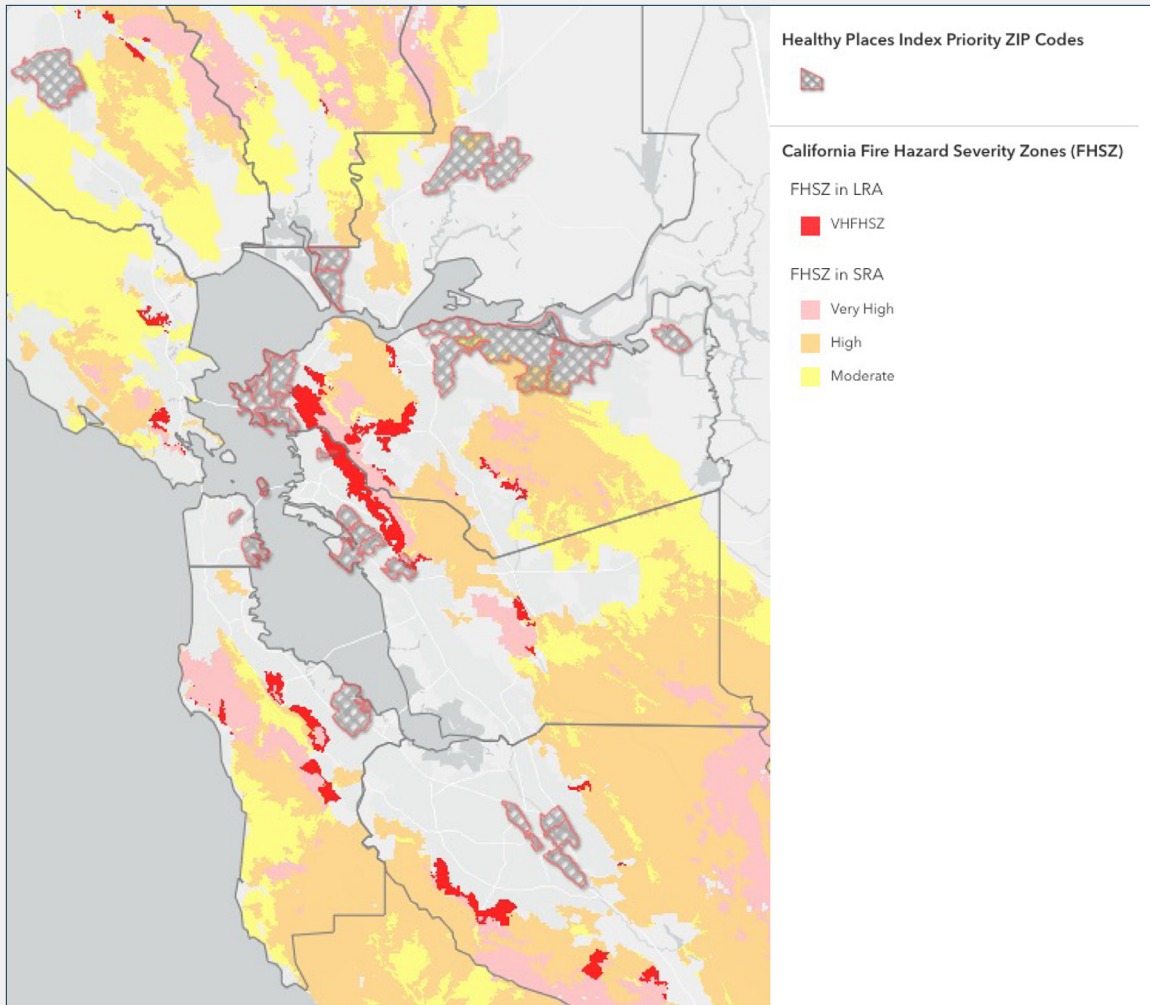 Healthy Places Index Priority ZIP Codes
California Fire Hazard Severity Zones (FHSZ)
FHSZ in LRA
VHFHSZ
FHSZ in SRA
Very High
High
Moderate